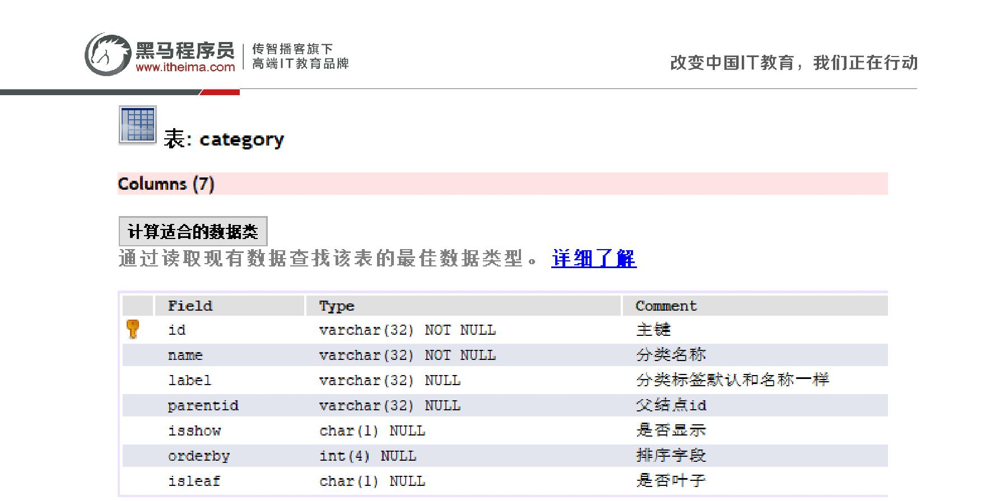 黑马程序员
www.itheima.com
传智播客旗下
高端IT教育品牌
改变中国IT教育，我们正在行动
表: category
Columns (7)
计算适合的数据类
通过读取现有数据查找该表的最佳数据类型。 详细了解
Field Type Comment
id varchar(32) NOT NULL 主键
name varchar(32) NOT NULL 分类名称
label varchar(32) NULL 分类标签默认和名称一样
parentid varchar(32) NULL 父结点id
isshow char(1) NULL 是否显示
orderby int(4) NULL 排序字段
isleaf char(1) NULL 是否叶子